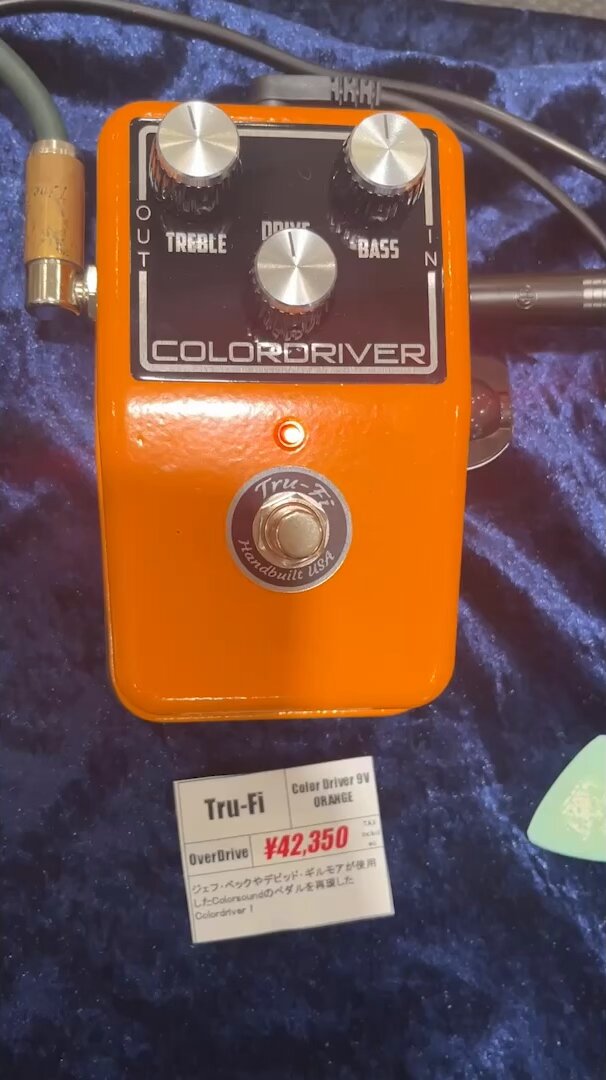 OUT
IN
TREBLE
DRIVE
BASS
COLORDRIVER
Tru-Fi
Handbuilt USA
Tru-Fi
Color Driver 9V
ORANGE
OverDrive
¥42,350
TAX
ジェフ・ベックやデビッド・ギルモアが使用
したColorsoundのペダルを再現した
Colordriver！